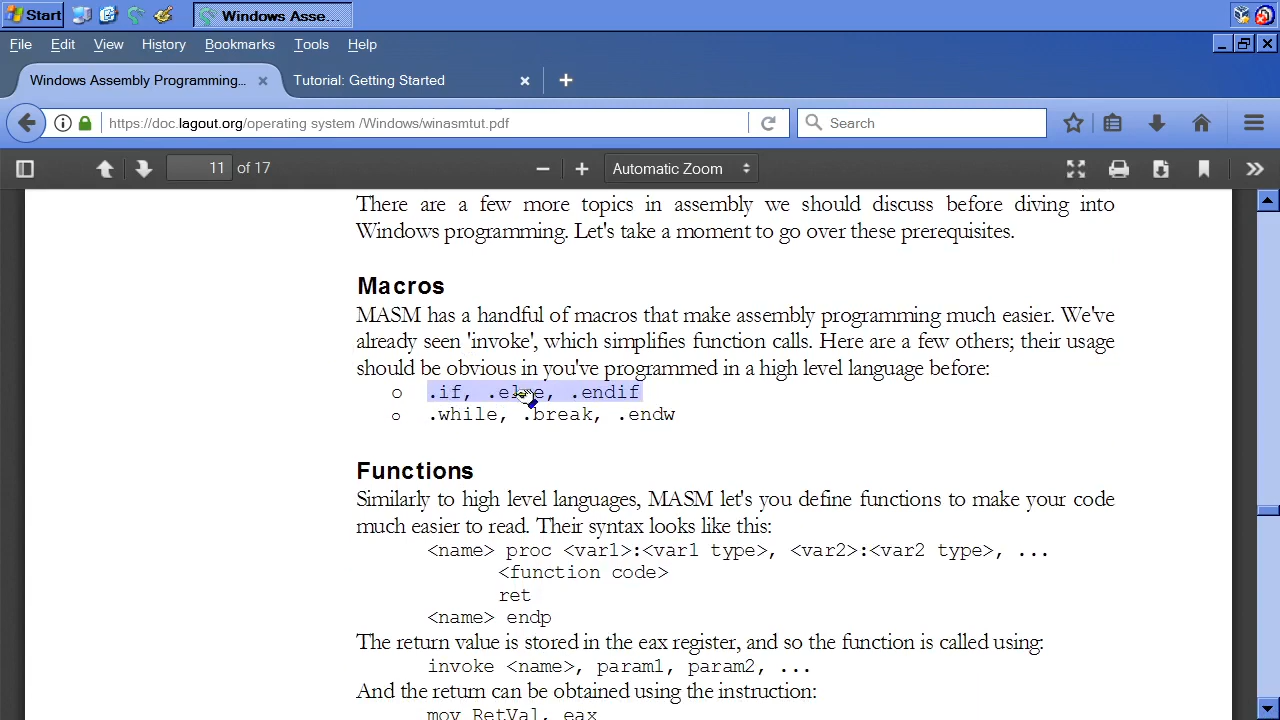 Start Windows Asse...
File Edit View History Bookmarks Tools Help
Windows Assembly Programming... × Tutorial: Getting Started × +
https://doc.lagout.org/operating system /Windows/winasmtut.pdf Search
11 of 17 Automatic Zoom
There are a few more topics in assembly we should discuss before diving into
Windows programming. Let's take a moment to go over these prerequisites.
Macros
MASM has a handful of macros that make assembly programming much easier. We've
already seen 'invoke', which simplifies function calls. Here are a few others; their usage
should be obvious in you've programmed in a high level language before:
o .if, .else, .endif
o .while, .break, .endw
Functions
Similarly to high level languages, MASM let's you define functions to make your code
much easier to read. Their syntax looks like this:
<name> proc <var1>:<var1 type>, <var2>:<var2 type>, ...
<function code>
ret
<name> endp
The return value is stored in the eax register, and so the function is called using:
invoke <name>, param1, param2, ...
And the return can be obtained using the instruction:
mov RetVal, eax